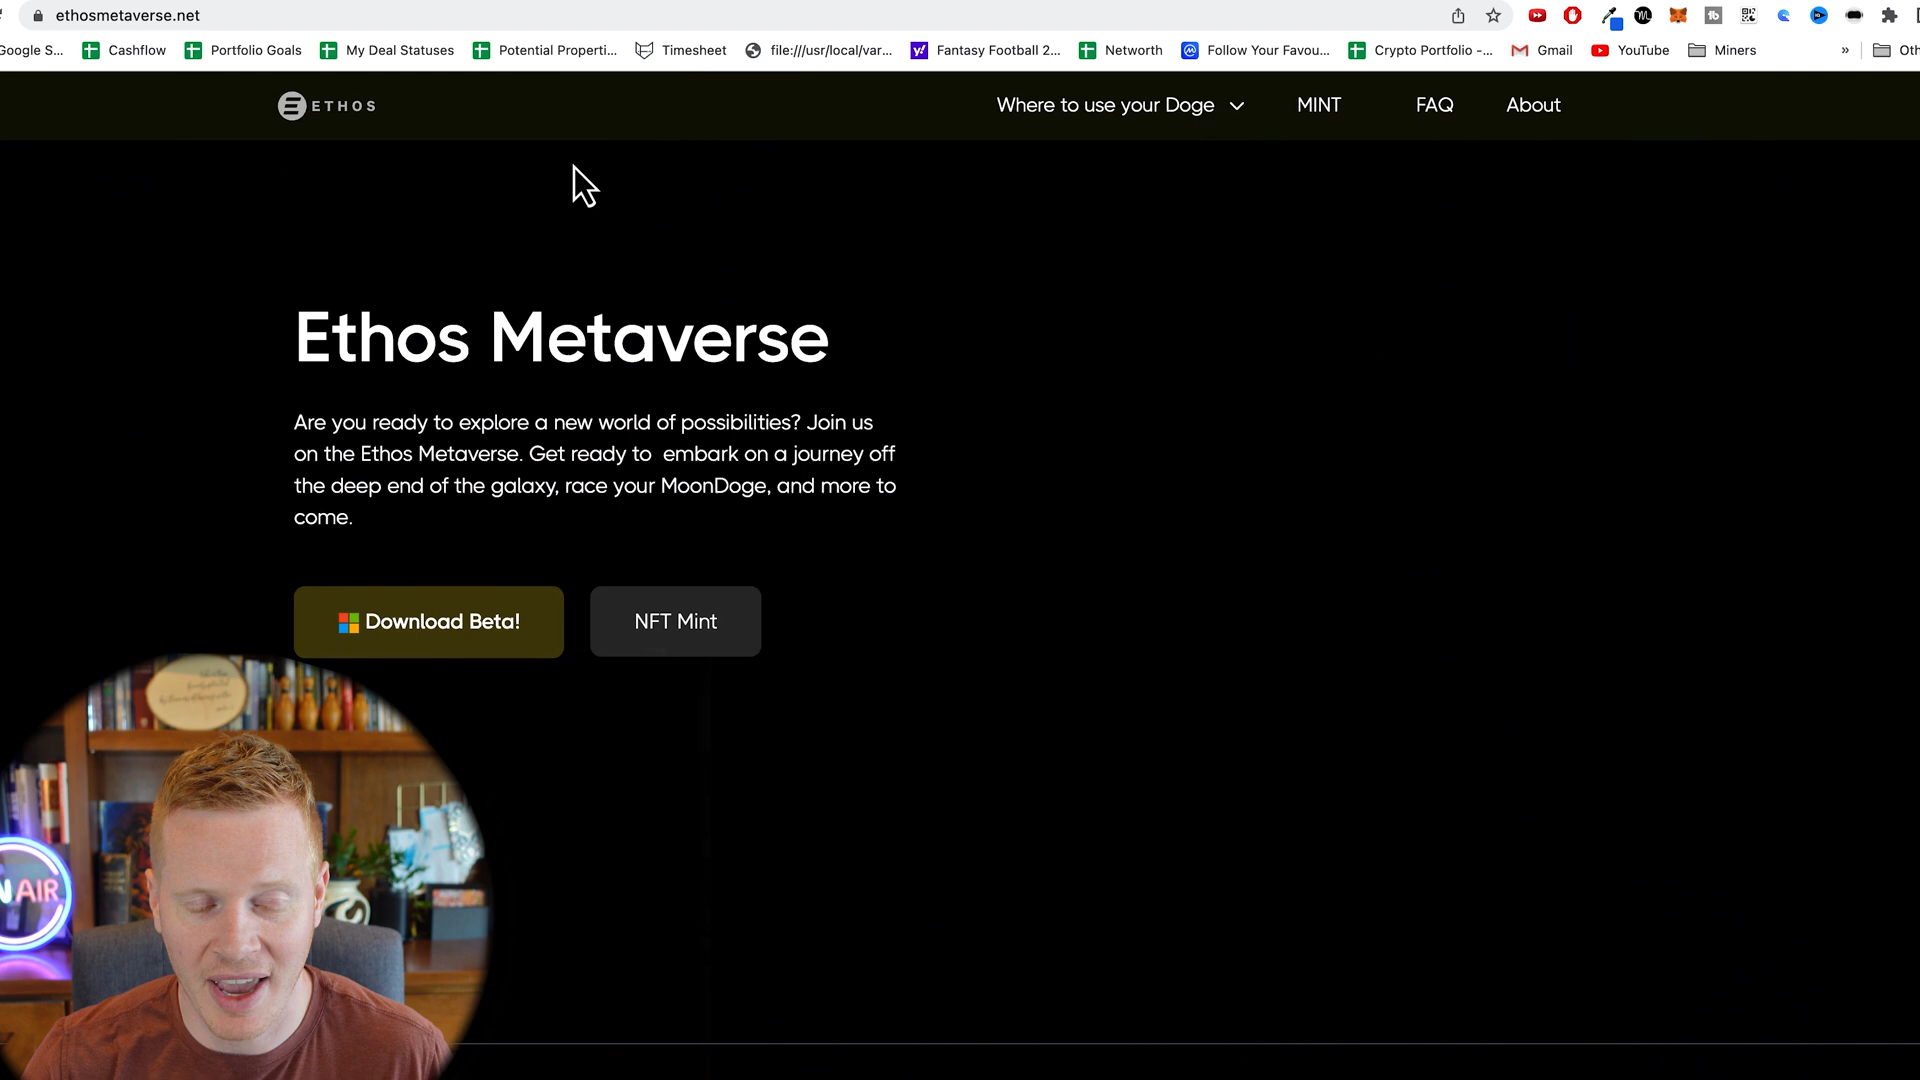 ethosmetaverse.net
Google S... Cashflow Portfolio Goals My Deal Statuses Potential Properti... Timesheet file:///usr/local/var... Fantasy Football 2... Networth Follow Your Favou... Crypto Portfolio -... Gmail YouTube Miners » Oth
ETHOS
Where to use your Doge MINT FAQ About
Ethos Metaverse
Are you ready to explore a new world of possibilities? Join us
on the Ethos Metaverse. Get ready to embark on a journey off
the deep end of the galaxy, race your MoonDoge, and more to
come.
Download Beta! NFT Mint
N AIR